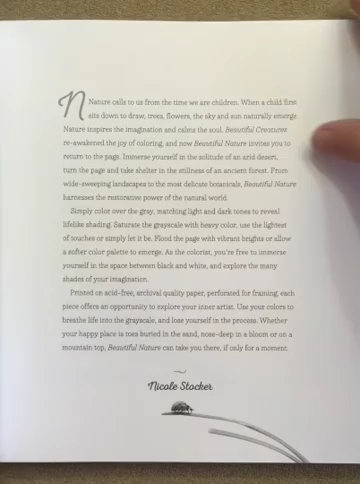 N Nature calls to us from the time we are children. When a child first
sits down to draw, trees, flowers, the sky and sun naturally emerge.
Nature inspires the imagination and calms the soul. Beautiful Creatures
re-awakened the joy of coloring, and now Beautiful Nature invites you to
return to the page. Immerse yourself in the solitude of an arid desert,
turn the page and take shelter in the stillness of an ancient forest. From
wide-sweeping landscapes to the most delicate botanicals, Beautiful Nature
harnesses the restorative power of the natural world.
Simply color over the gray, matching light and dark tones to reveal
lifelike shading. Saturate the grayscale with heavy color, use the lightest
of touches or simply let it be. Flood the page with vibrant brights or allow
a softer color palette to emerge. As the colorist, you're free to immerse
yourself in the space between black and white, and explore the many
shades of your imagination.
Printed on acid-free, archival quality paper, perforated for framing, each
piece offers an opportunity to explore your inner artist. Use your colors to
breathe life into the grayscale, and lose yourself in the process. Whether
your happy place is toes buried in the sand, nose-deep in a bloom or on a
mountain top, Beautiful Nature can take you there, if only for a moment.
~
Nicole Stocker